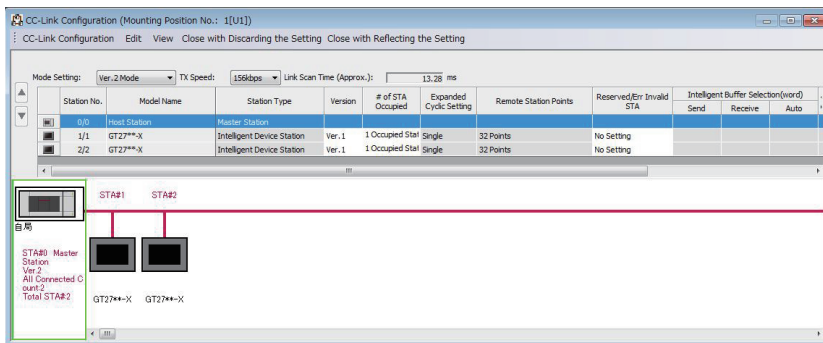 CC-Link Configuration (Mounting Position No.: 1[U1])
CC-Link Configuration Edit View Close with Discarding the Setting Close with Reflecting the Setting
Mode Setting: Ver.2 Mode TX Speed: 156kbps Link Scan Time (Approx.): 13.28 ms
Station No. Model Name Station Type Version # of STA Occupied Expanded Cyclic Setting Remote Station Points Reserved/Err Invalid STA Intelligent Buffer Selection(word)
Send Receive Auto
0/0 Host Station Master Station
1/1 GT27**-X Intelligent Device Station Ver.1 1 Occupied Stat Single 32 Points No Setting
2/2 GT27**-X Intelligent Device Station Ver.1 1 Occupied Stat Single 32 Points No Setting
STA#1 STA#2
自局
STA#0 Master
Station
Ver.2
All Connected C
ount:2
Total STA#:2
GT27**-X GT27**-X